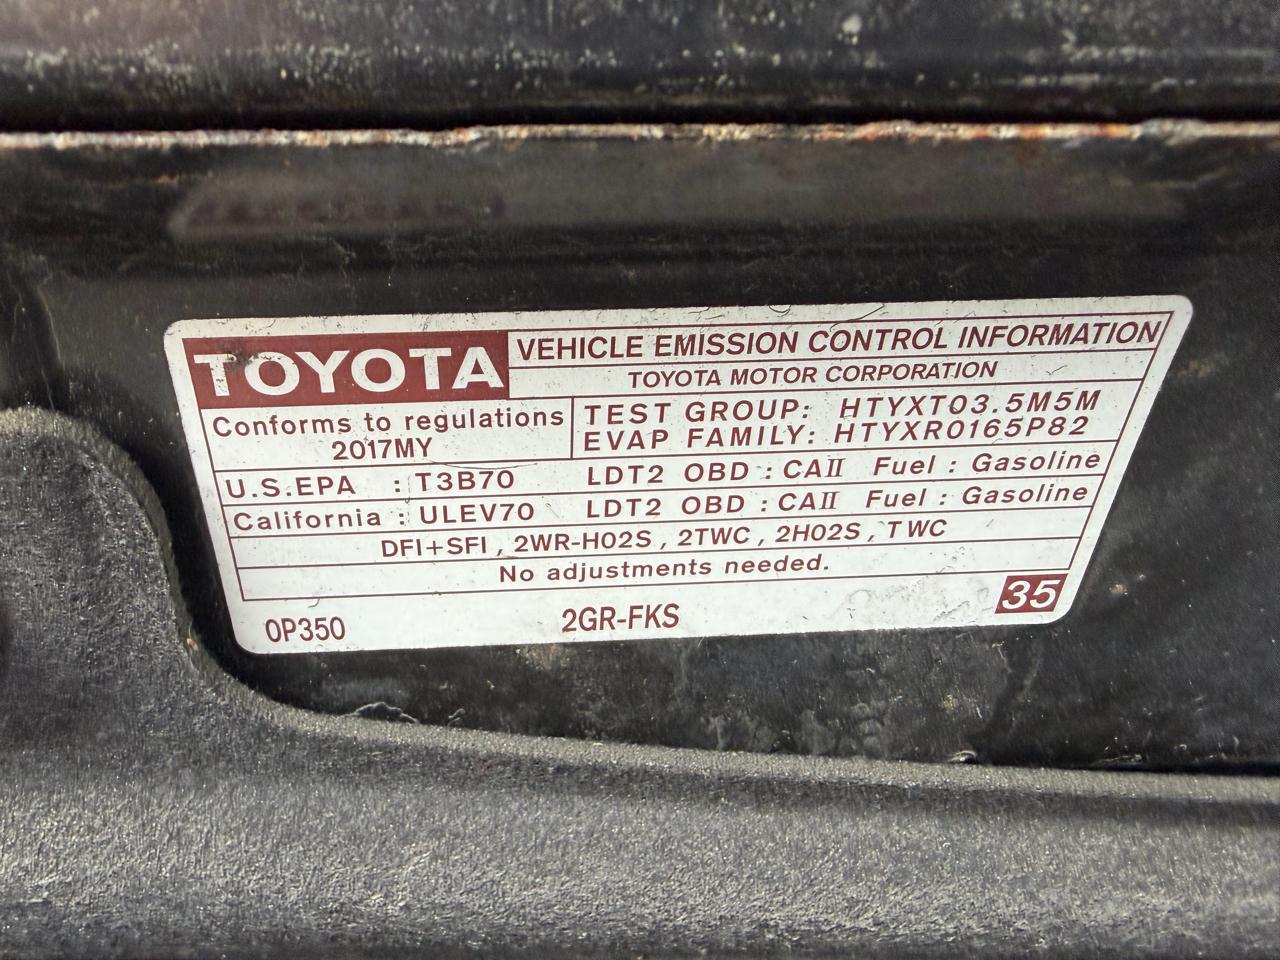 TOYOTA VEHICLE EMISSION CONTROL INFORMATION
TOYOTA MOTOR CORPORATION
Conforms to regulations
2017MY
TEST GROUP: HTYXT03.5M5M
EVAP FAMILY: HTYXR0165P82
U.S.EPA : T3B70 LDT2 OBD : CAII Fuel : Gasoline
California : ULEV70 LDT2 OBD : CAII Fuel : Gasoline
DFI+SFI , 2WR-HO2S , 2TWC , 2HO2S , TWC
No adjustments needed.
0P350 2GR-FKS 35